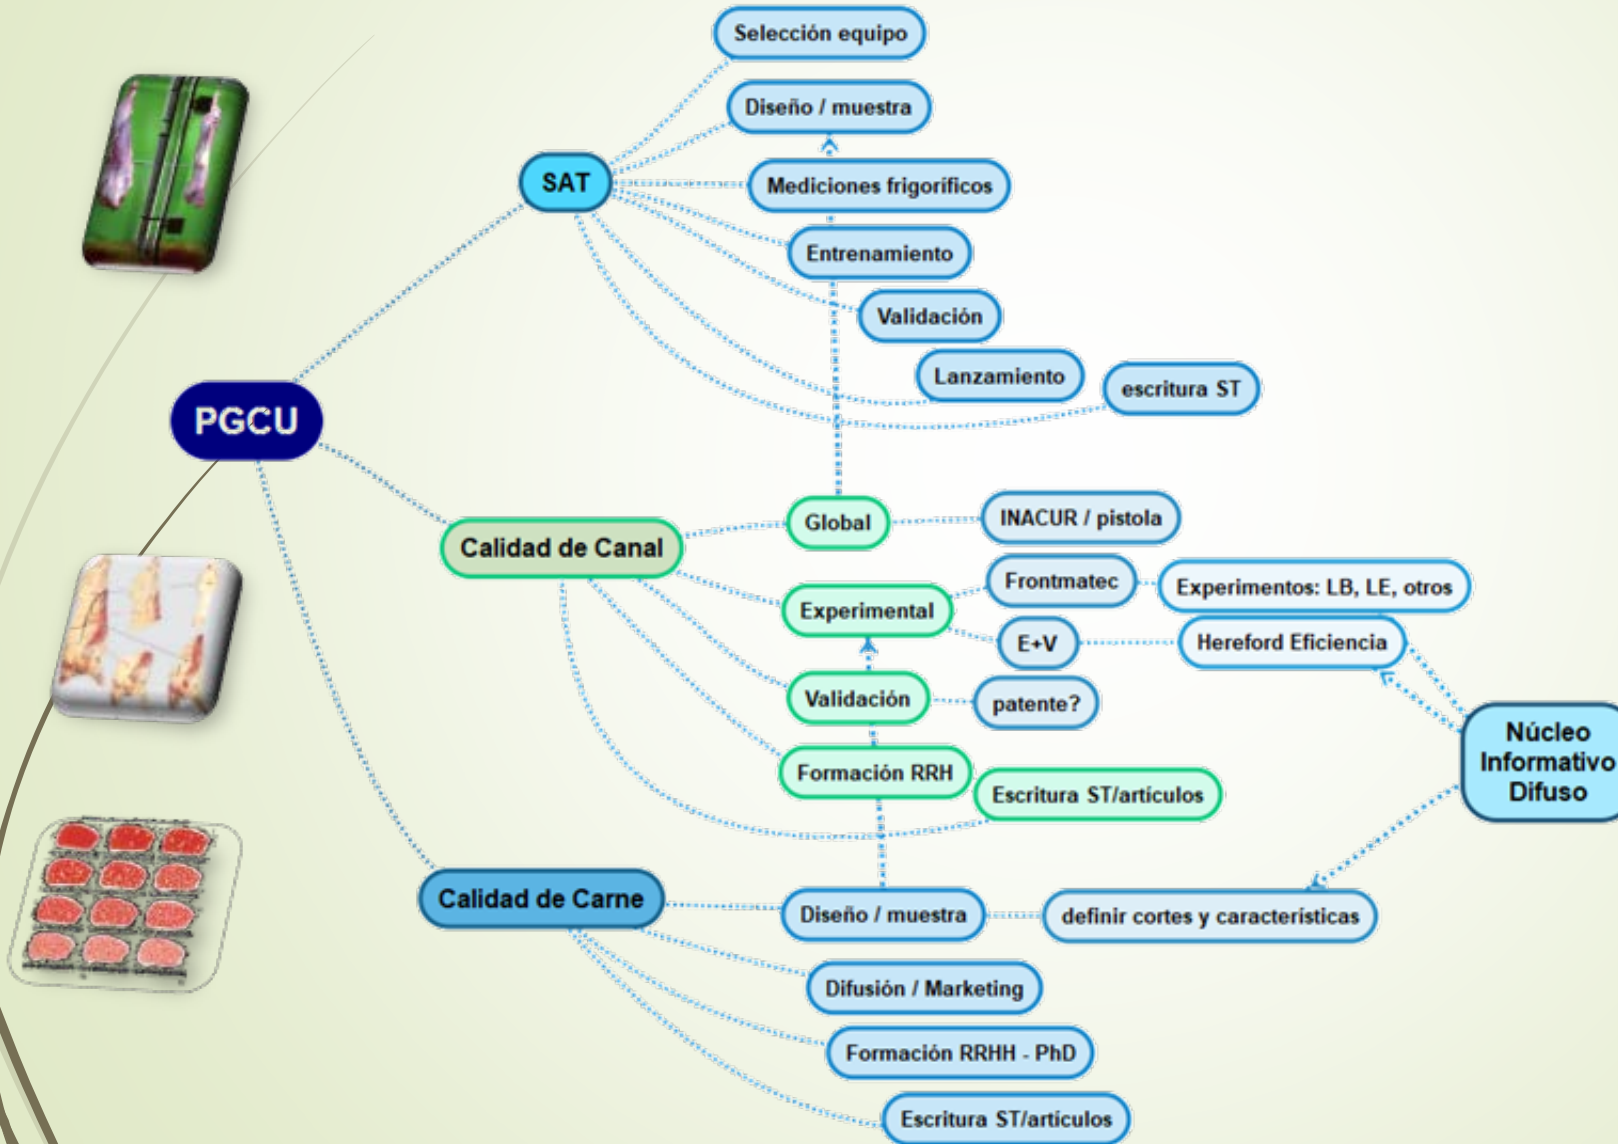 Selección equipo
Diseño / muestra
SAT
Mediciones frigoríficos
Entrenamiento
Validación
Lanzamiento
escritura ST
PGCU
Calidad de Canal
Global
INACUR / pistola
Experimental
Frontmatec
Experimentos: LB, LE, otros
E+V
Hereford Eficiencia
Validación
patente?
Formación RRH
Escritura ST/artículos
Núcleo
Informativo
Difuso
Calidad de Carne
Diseño / muestra
definir cortes y características
Difusión / Marketing
Formación RRHH - PhD
Escritura ST/artículos